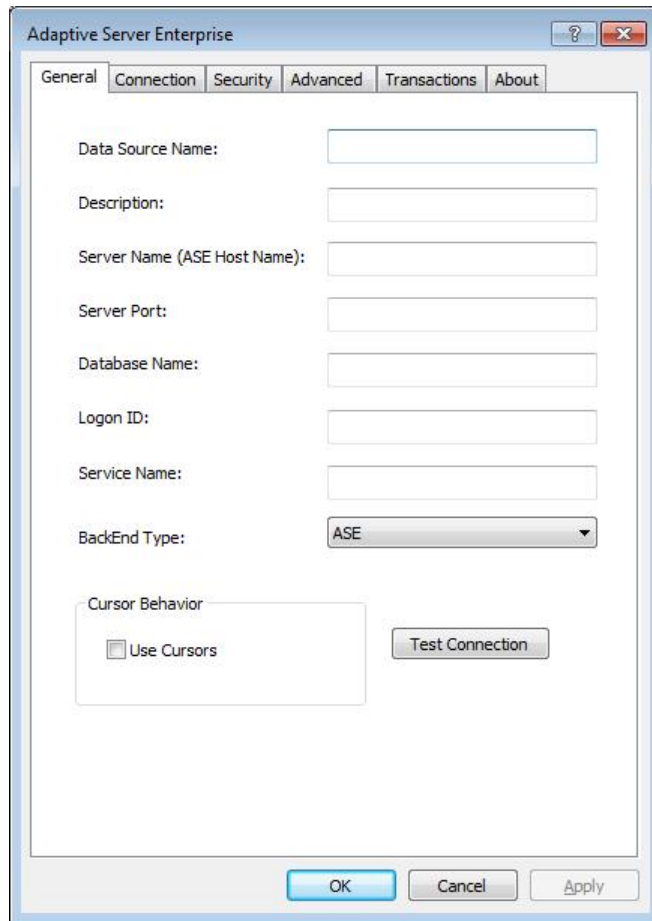 Adaptive Server Enterprise
General Connection Security Advanced Transactions About
Data Source Name:
Description:
Server Name (ASE Host Name):
Server Port:
Database Name:
Logon ID:
Service Name:
BackEnd Type: ASE
Cursor Behavior
Use Cursors Test Connection
OK Cancel Apply